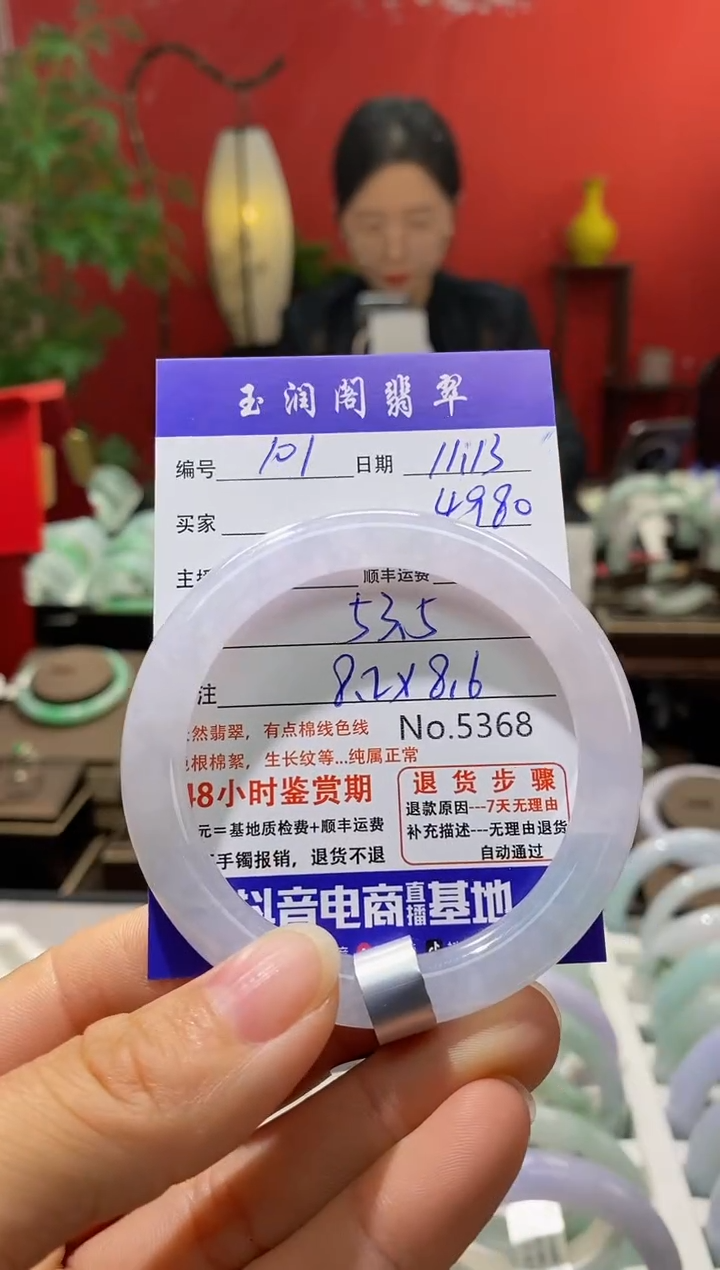 玉润阁翡翠
编号 101 日期 11.13
买家 4980
主 顺丰运费
53.5
注 8.2x8.6
然翡翠，有点棉线色线 No.5368
根棉絮，生长纹等...纯属正常
48小时鉴赏期
退货步骤
退款原因---7天无理由
元=基地质检费+顺丰运费
补充描述---无理由退货
手镯报销，退货不退
自动通过
抖音电商直播基地